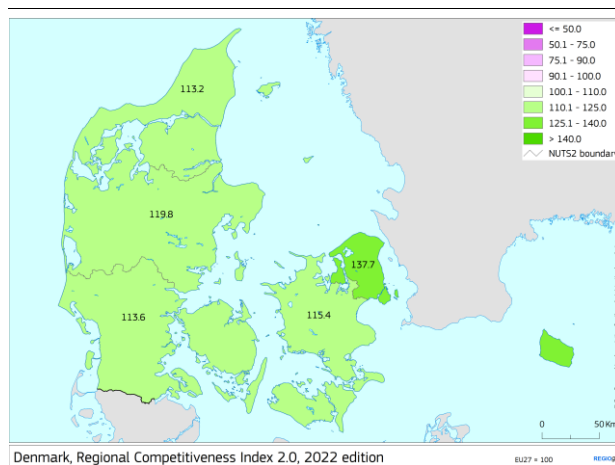 <= 50.0
50.1 - 75.0
75.1 - 90.0
90.1 - 100.0
100.1 - 110.0
110.1 - 125.0
125.1 - 140.0
> 140.0
NUTS2 boundary
113.2
119.8
137.7
115.4
113.6
0 50 Km
Denmark, Regional Competitiveness Index 2.0, 2022 edition
EU27 = 100